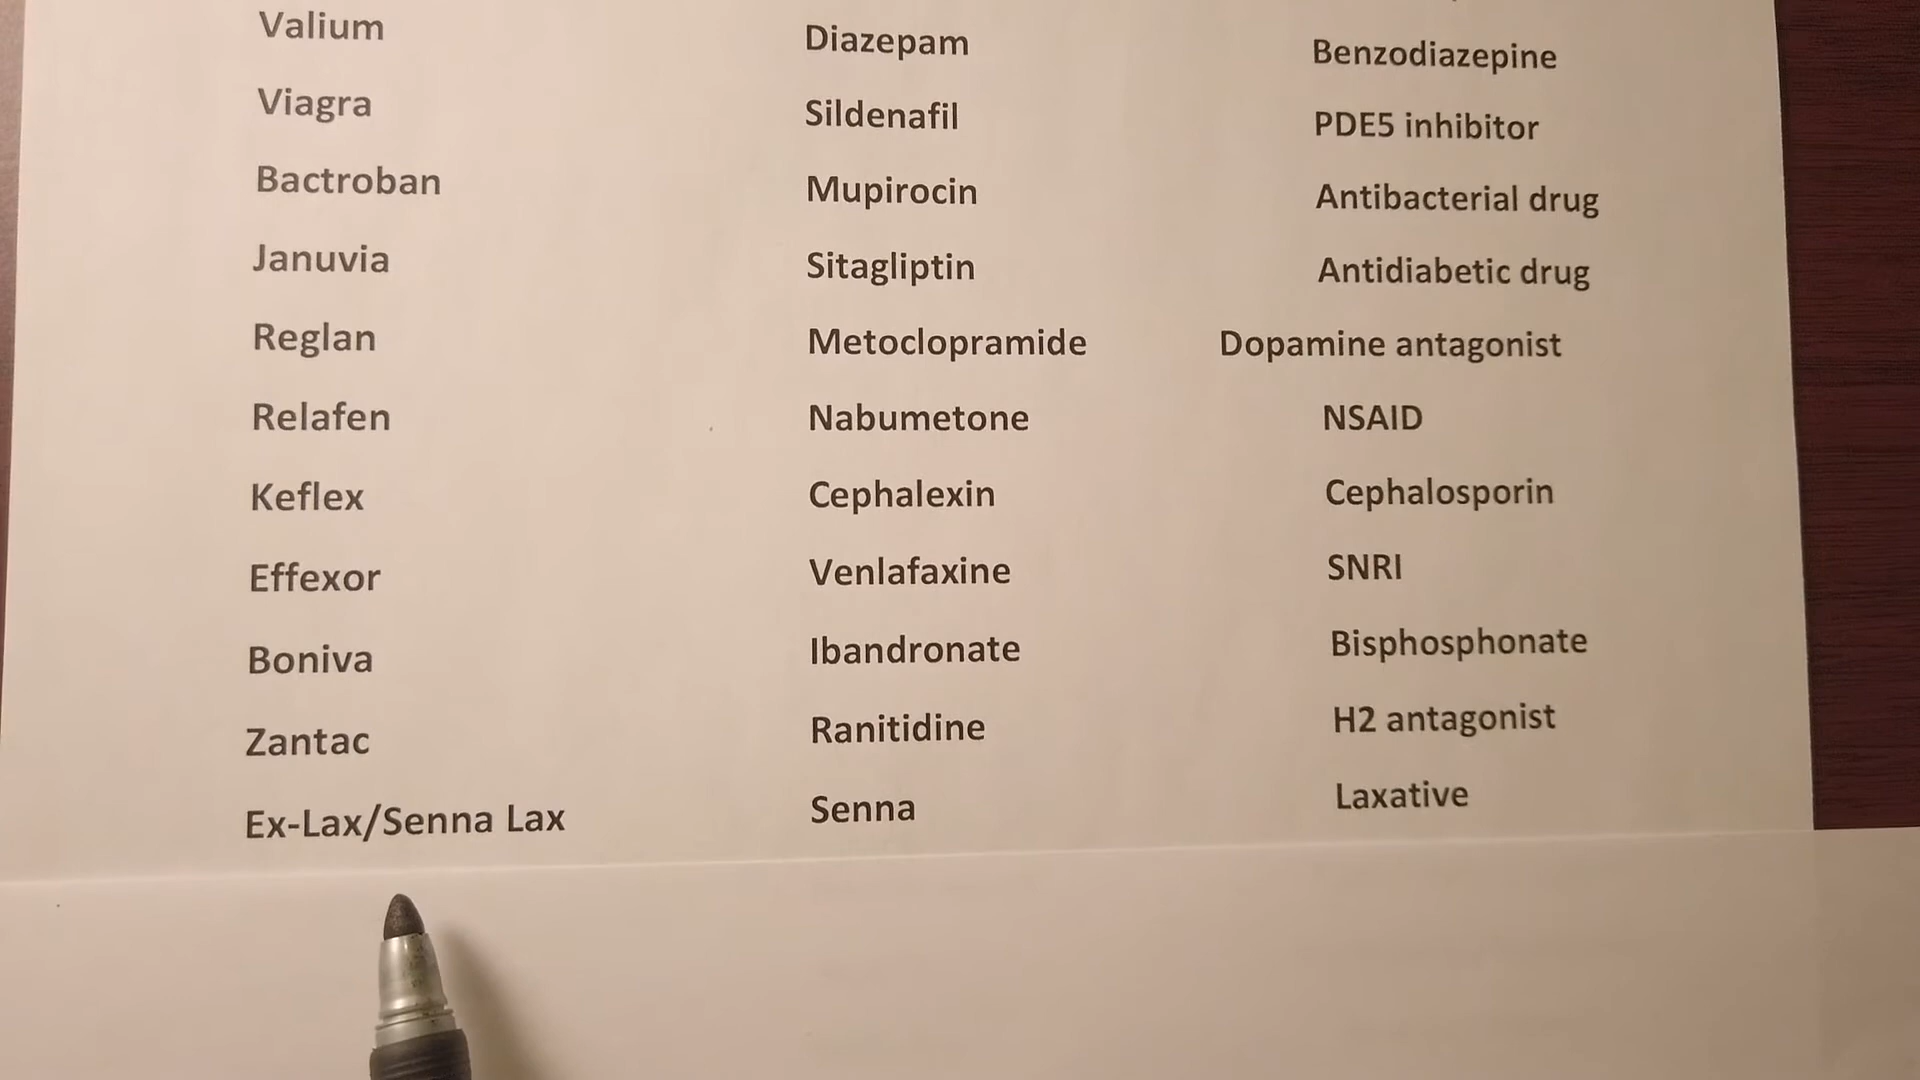 Valium Diazepam Benzodiazepine
Viagra Sildenafil PDE5 inhibitor
Bactroban Mupirocin Antibacterial drug
Januvia Sitagliptin Antidiabetic drug
Reglan Metoclopramide Dopamine antagonist
Relafen Nabumetone NSAID
Keflex Cephalexin Cephalosporin
Effexor Venlafaxine SNRI
Boniva Ibandronate Bisphosphonate
Zantac Ranitidine H2 antagonist
Ex-Lax/Senna Lax Senna Laxative